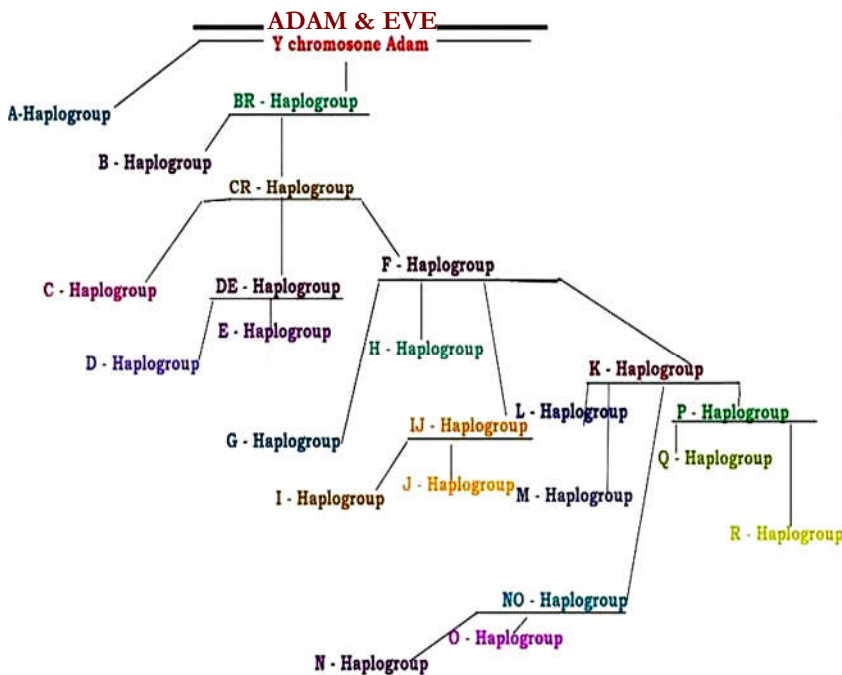 ADAM & EVE
Y chromosone Adam
BR - Haplogroup
A-Haplogroup
B - Haplogroup
CR - Haplogroup
F - Haplogroup
C - Haplogroup
DE - Haplogroup
E - Haplogroup
H - Haplogroup
D - Haplogroup
K - Haplogroup
L - Haplogroup
P - Haplogroup
IJ - Haplogroup
G - Haplogroup
Q - Haplogroup
J - Haplogroup
I - Haplogroup
M - Haplogroup
R - Haplogroup
NO - Haplogroup
O - Haplogroup
N - Haplogroup